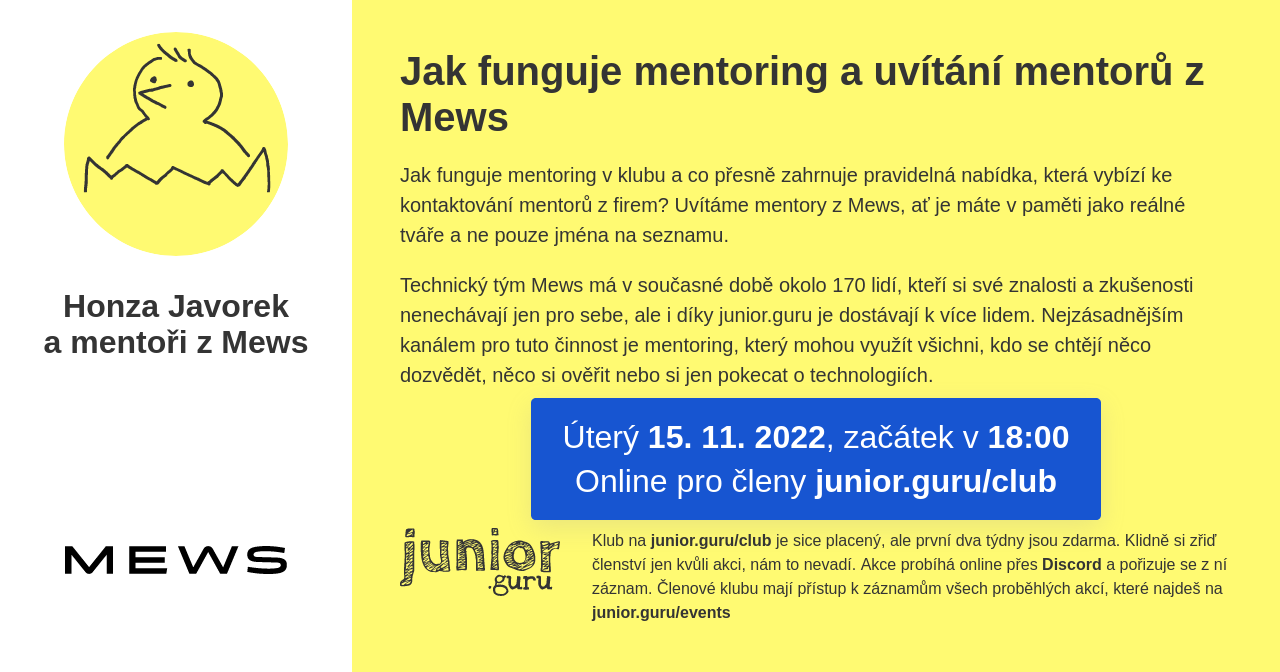 Honza Javorek
a mentoři z Mews
MEWS
Jak funguje mentoring a uvítání mentorů z
Mews
Jak funguje mentoring v klubu a co přesně zahrnuje pravidelná nabídka, která vybízí ke
kontaktování mentorů z firem? Uvítáme mentory z Mews, ať je máte v paměti jako reálné
tváře a ne pouze jména na seznamu.
Technický tým Mews má v současné době okolo 170 lidí, kteří si své znalosti a zkušenosti
nenechávají jen pro sebe, ale i díky junior.guru je dostávají k více lidem. Nejzásadnějším
kanálem pro tuto činnost je mentoring, který mohou využít všichni, kdo se chtějí něco
dozvědět, něco si ověřit nebo si jen pokecat o technologiích.
Úterý 15. 11. 2022, začátek v 18:00
Online pro členy junior.guru/club
junior
.guru
Klub na junior.guru/club je sice placený, ale první dva týdny jsou zdarma. Klidně si zřiď
členství jen kvůli akci, nám to nevadí. Akce probíhá online přes Discord a pořizuje se z ní
záznam. Členové klubu mají přístup k záznamům všech proběhlých akcí, které najdeš na
junior.guru/events